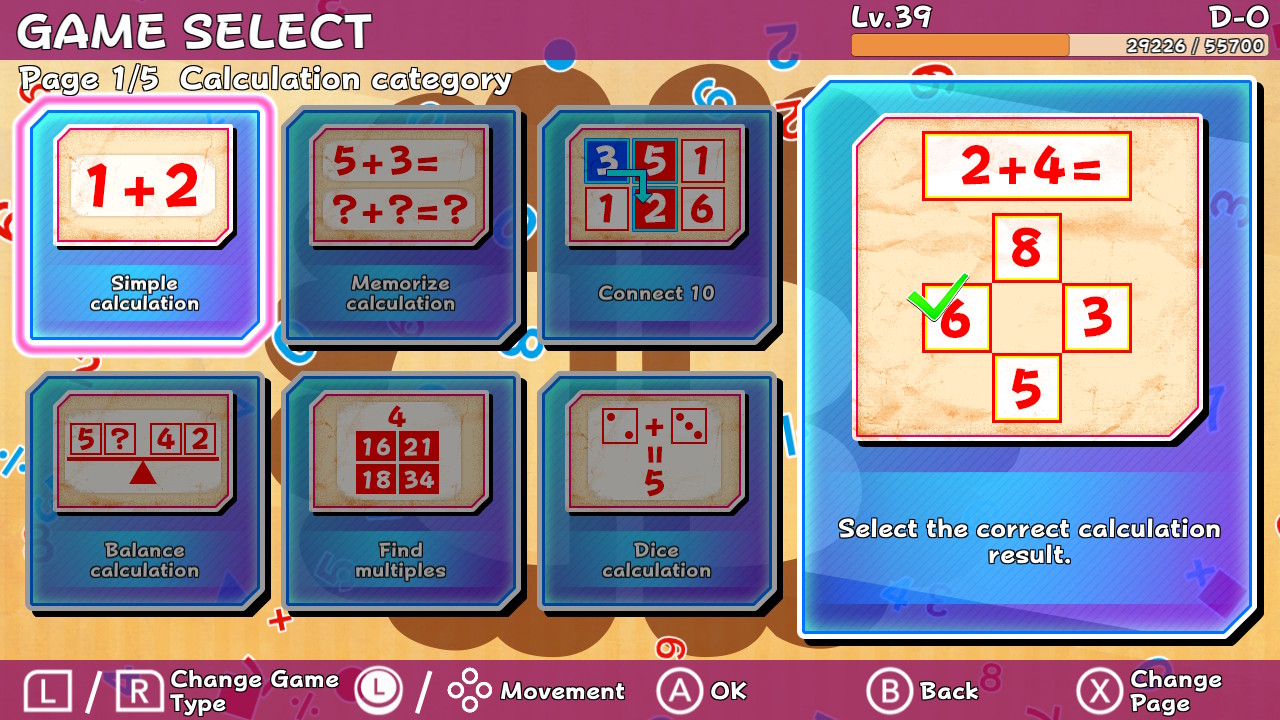 GAME SELECT
Lv.39
D-O
29226 / 55700
Page 1/5 Calculation category
1+2
Simple
calculation
5+3=
?+?=?
Memorize
calculation
3 5 1
1 2 6
Connect 10
5 ? 4 2
Balance
calculation
4
16 21
18 34
Find
multiples
+
=
5
Dice
calculation
2+4=
8
6 3
5
Select the correct calculation
result.
L / R Change Game
Type
L / Movement
A OK
B Back
X Change
Page